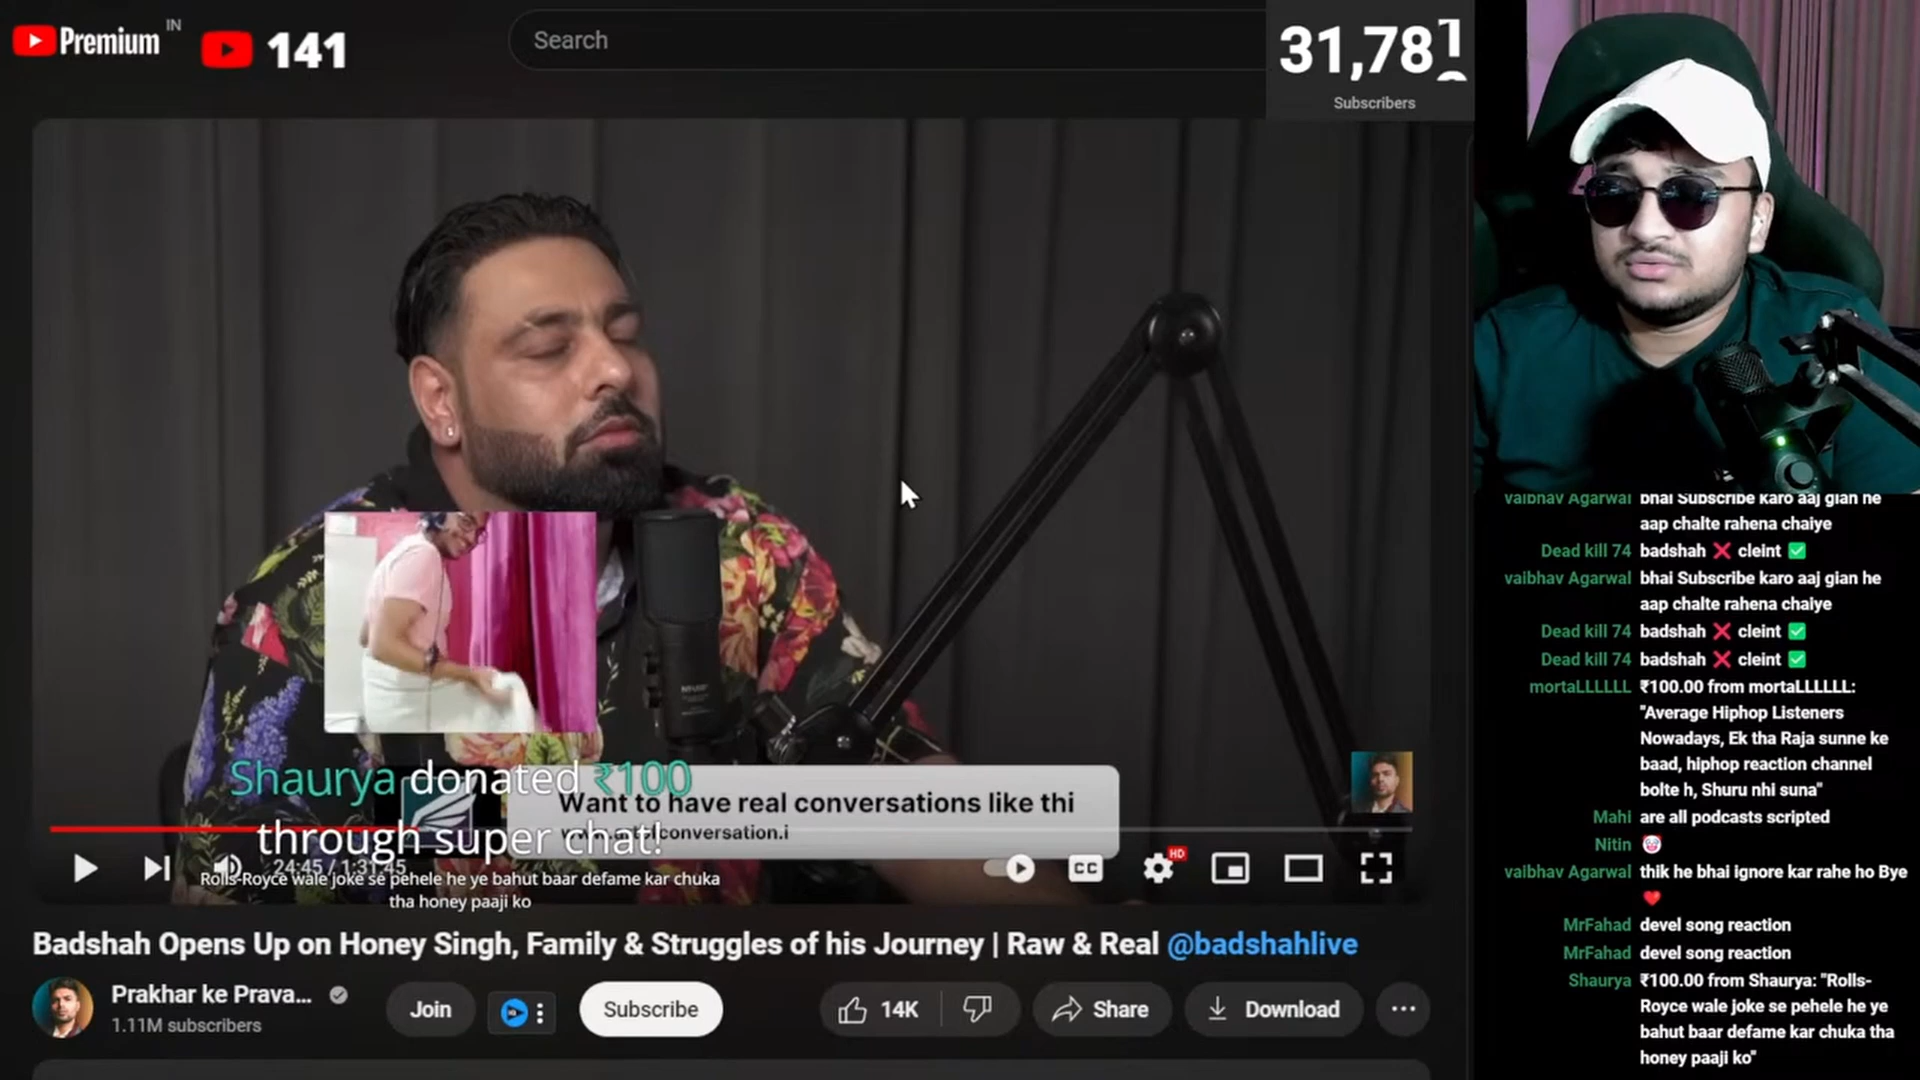 Premium IN
141
Search
31,781
Subscribers
vaibhav Agarwal bhai Subscribe karo aaj gian he
aap chalte rahena chaiye
Dead kill 74 badshah ❌ cleint ✅
vaibhav Agarwal bhai Subscribe karo aaj gian he
aap chalte rahena chaiye
Dead kill 74 badshah ❌ cleint ✅
Dead kill 74 badshah ❌ cleint ✅
mortaLLLLLL ₹100.00 from mortaLLLLLL:
"Average Hiphop Listeners
Nowadays, Ek tha Raja sunne ke
baad, hiphop reaction channel
bolte h, Shuru nhi suna"
Mahi are all podcasts scripted
Nitin 🤡
vaibhav Agarwal thik he bhai ignore kar rahe ho Bye
❤️
MrFahad devel song reaction
MrFahad devel song reaction
Shaurya ₹100.00 from Shaurya: "Rolls-
Royce wale joke se pehele he ye
bahut baar defame kar chuka tha
honey paaji ko"
Shaurya donated ₹100
through super chat!
Want to have real conversations like thi
conversation.i
24:45 / 1:31:45
Rolls-Royce wale joke se pehele he ye bahut baar defame kar chuka
tha honey paaji ko
CC
HD
Badshah Opens Up on Honey Singh, Family & Struggles of his Journey | Raw & Real @badshahlive
Prakhar ke Prava...
1.11M subscribers
Join
Subscribe
14K
Share
Download